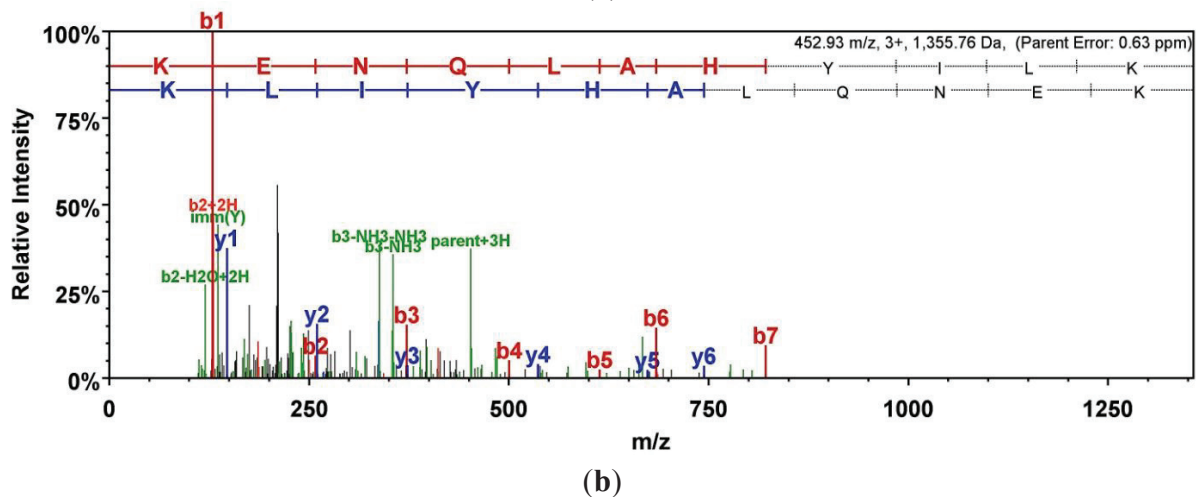 b1
100%
452.93 m/z, 3+, 1,355.76 Da, (Parent Error: 0.63 ppm)
K E N Q L A H Y I L K
K L I Y H A L Q N E K
75%
50%
25%
0%
Relative Intensity
b2+2H
imm(Y)
y1
b2-H2O+2H
b3-NH3-NH3
b3-NH3
parent+3H
y2
b2
b3
y3
b4
y4
b5
b6
y5
y6
b7
0 250 500 750 1000 1250
m/z
(b)